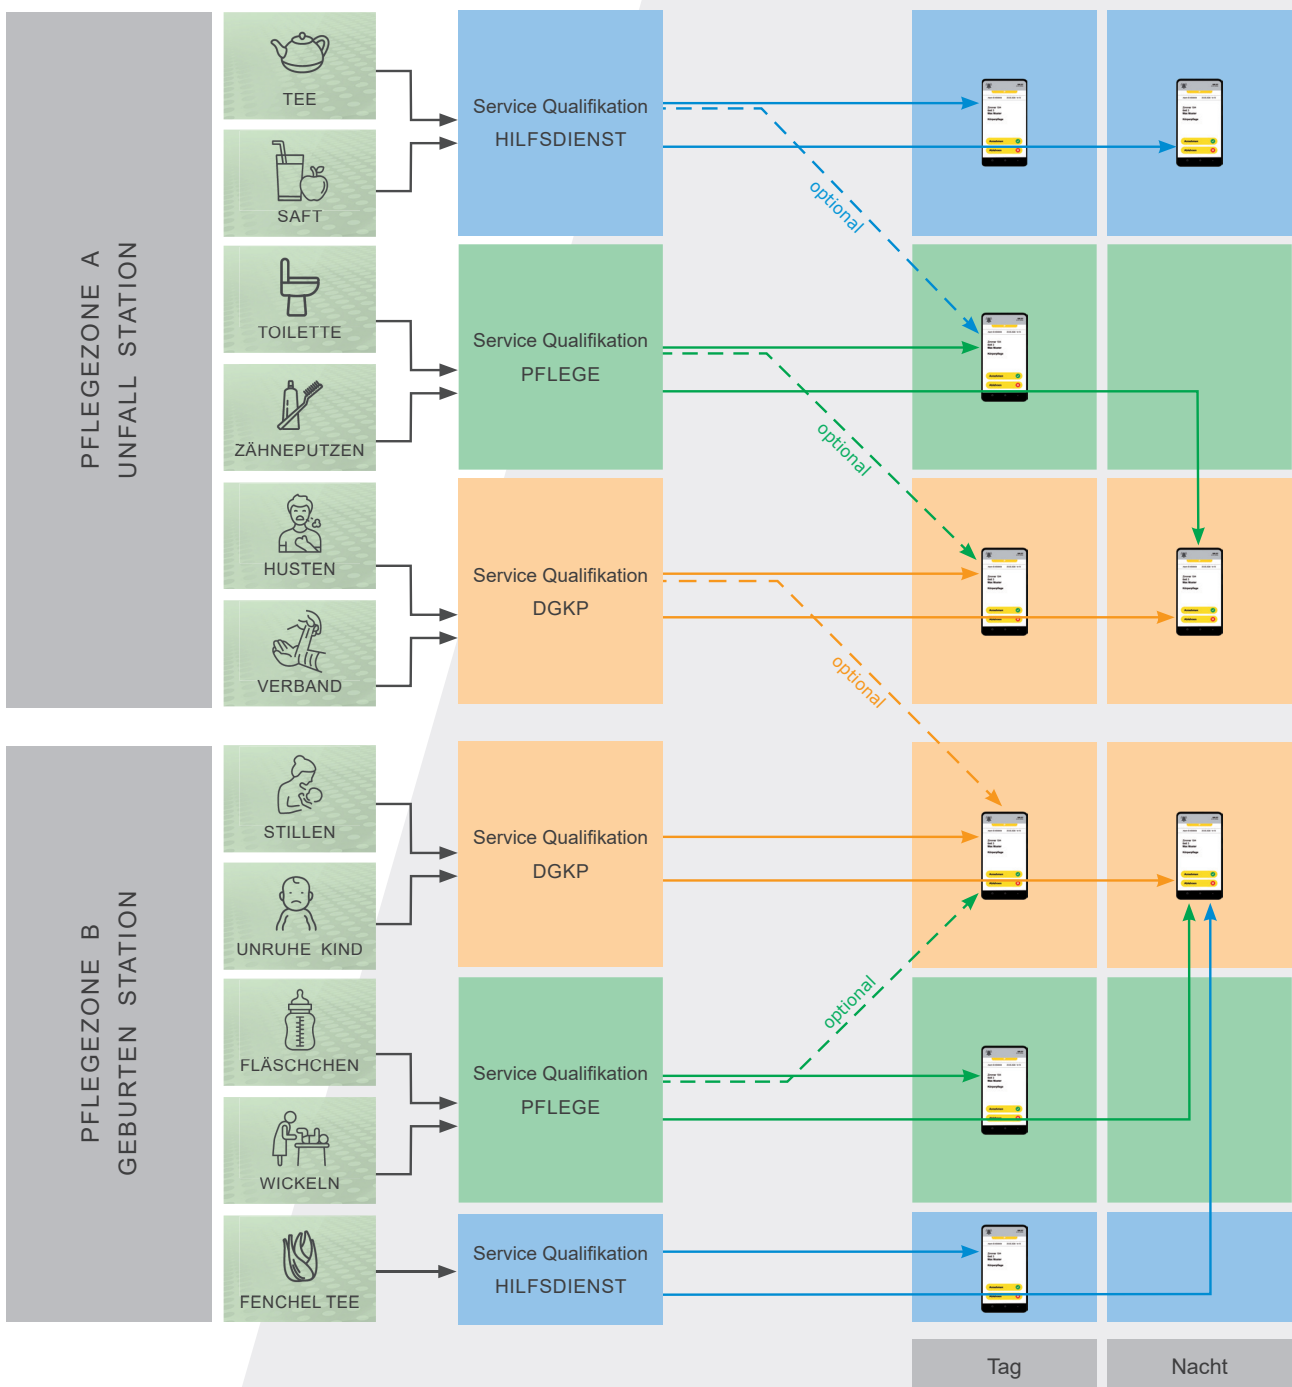 PFLEGEZONE A
UNFALL STATION
TEE
SAFT
TOILETTE
ZÄHNEPUTZEN
HUSTEN
VERBAND
Service Qualifikation
HILFSDIENST
Service Qualifikation
PFLEGE
Service Qualifikation
DGKP
optional
optional
optional
PFLEGEZONE B
GEBURTEN STATION
STILLEN
UNRUHE KIND
FLÄSCHCHEN
WICKELN
FENCHEL TEE
Service Qualifikation
DGKP
Service Qualifikation
PFLEGE
Service Qualifikation
HILFSDIENST
optional
Tag
Nacht